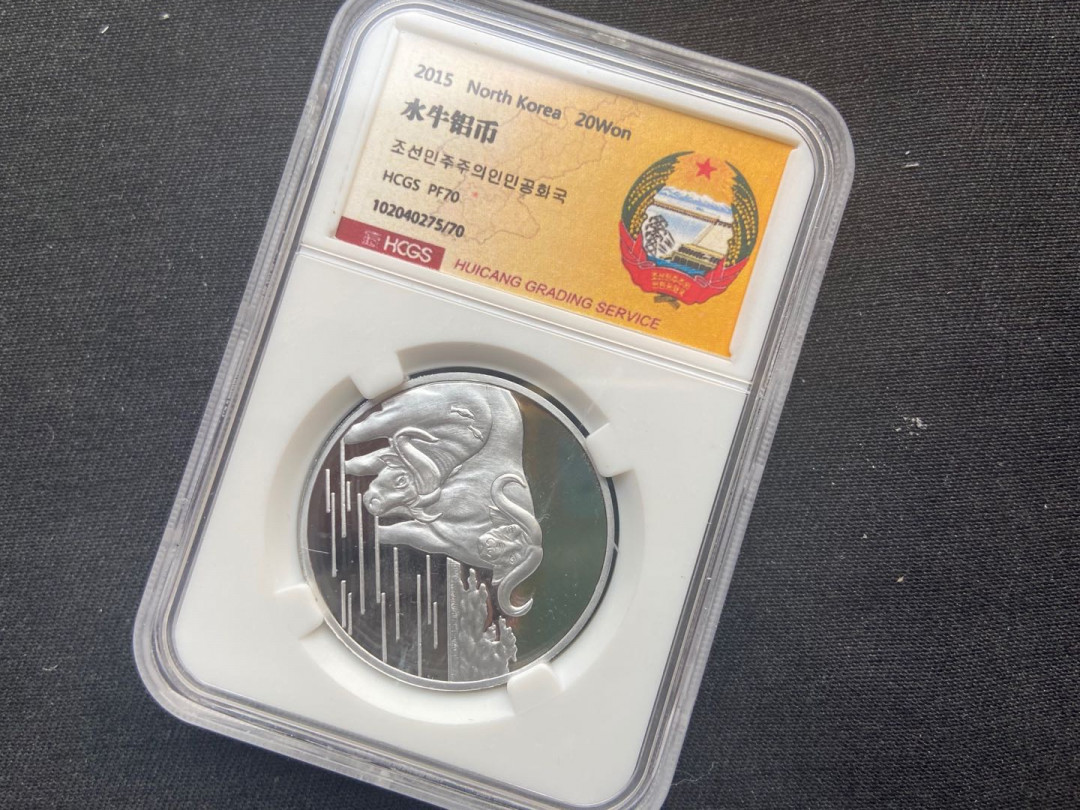 2015 North Korea 20Won
水牛铝币
조선민주주의인민공화국
HCGS PF70
102040275/70
HCGS
HUICANG GRADING SERVICE